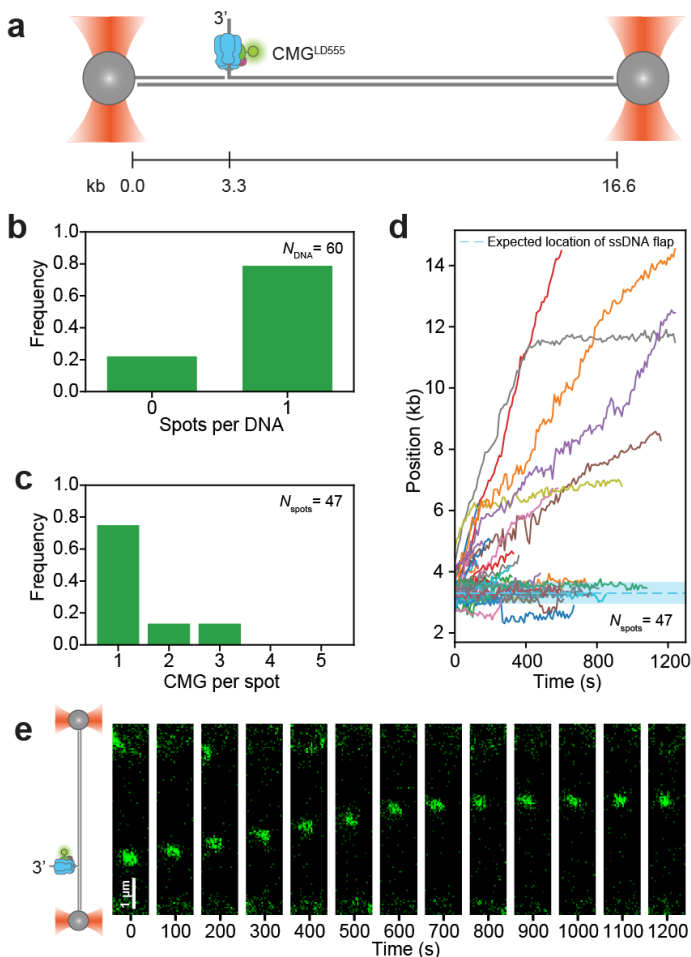 a
3’
CMG^LD555
kb 0.0 3.3 16.6
b
N_DNA = 60
1.0
0.8
0.6
0.4
0.2
0.0
Frequency
0 1
Spots per DNA
c
N_spots = 47
1.0
0.8
0.6
0.4
0.2
0.0
Frequency
1 2 3 4 5
CMG per spot
d
Expected location of ssDNA flap
14
12
10
8
6
4
2
Position (kb)
N_spots = 47
0 400 800 1200
Time (s)
e
3’
1 µm
0 100 200 300 400 500 600 700 800 900 1000 1100 1200
Time (s)